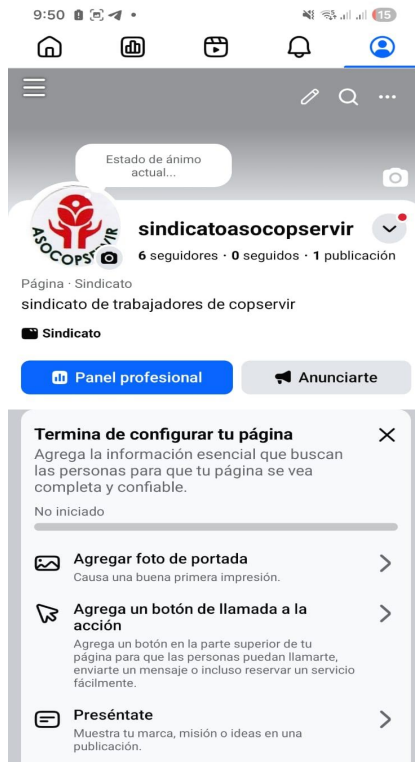 9:50
15
Estado de ánimo
actual...
ASOCOPSERVIR
sindicatoasocopservir
6 seguidores · 0 seguidos · 1 publicación
Página · Sindicato
sindicato de trabajadores de copservir
Sindicato
Panel profesional
Anunciarte
Termina de configurar tu página
Agrega la información esencial que buscan
las personas para que tu página se vea
completa y confiable.
No iniciado
Agregar foto de portada
Causa una buena primera impresión.
Agrega un botón de llamada a la
acción
Agrega un botón en la parte superior de tu
página para que las personas puedan llamarte,
enviarte un mensaje o incluso reservar un servicio
fácilmente.
Preséntate
Muestra tu marca, misión o ideas en una
publicación.